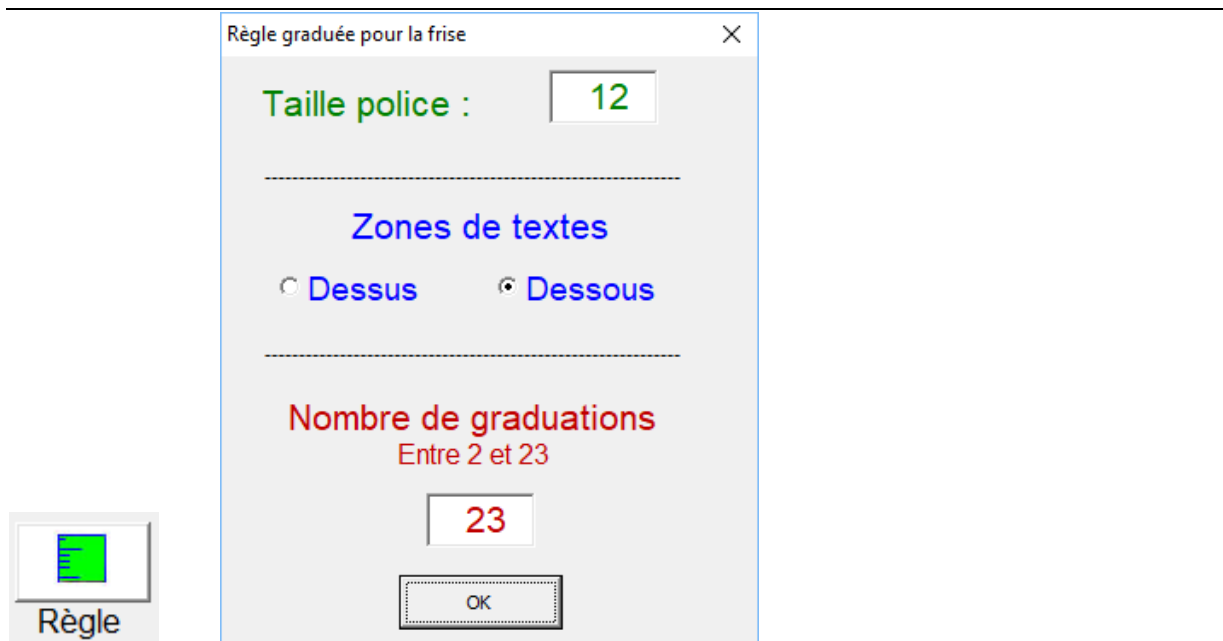 Règle graduée pour la frise
Taille police : 12
Zones de textes
Dessus Dessous
Nombre de graduations
Entre 2 et 23
23
OK
Règle